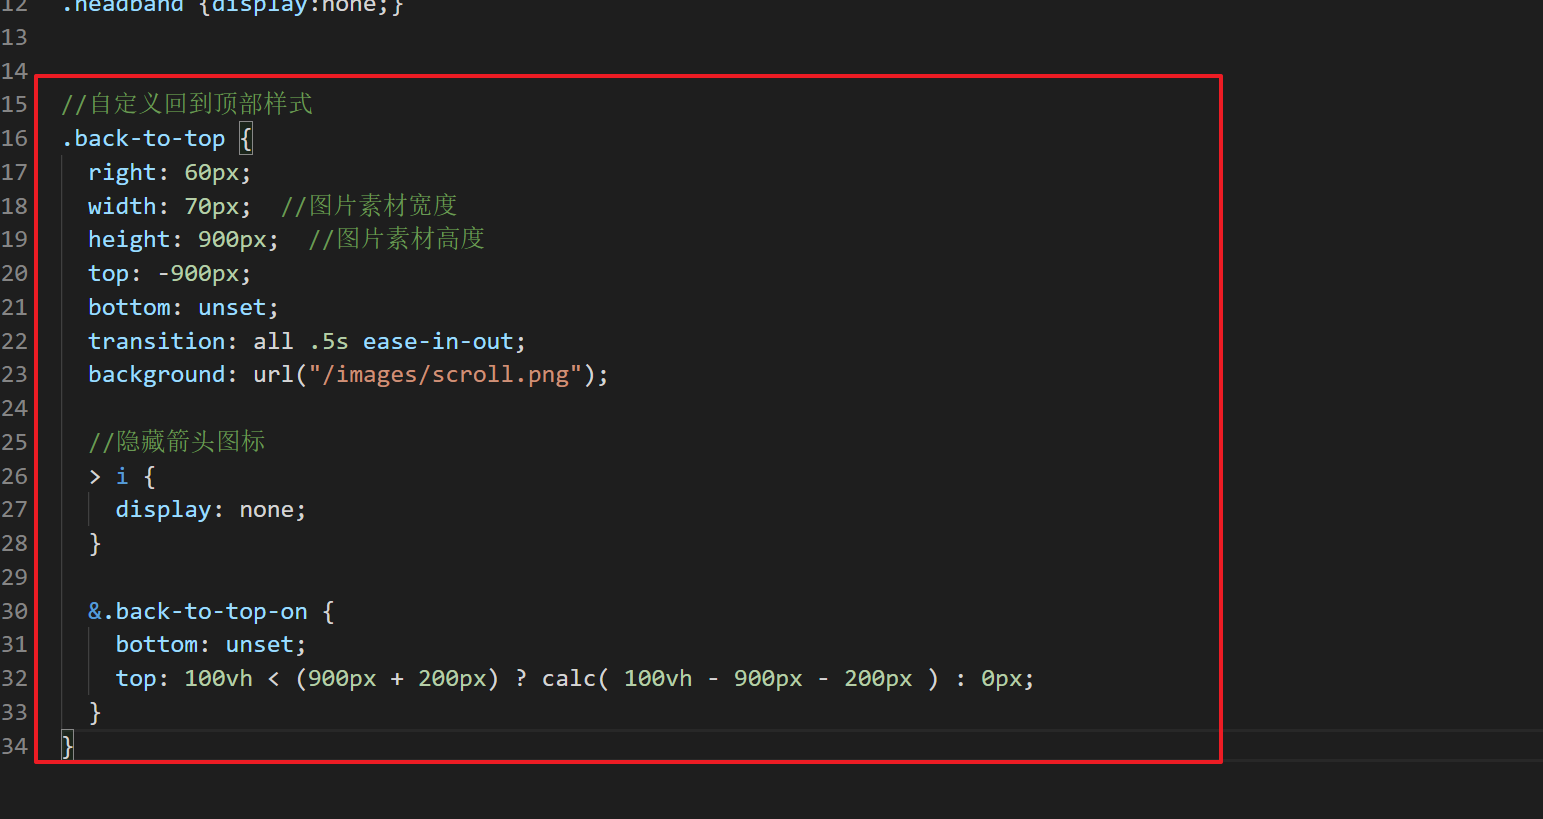 12 .headband {display:none;}
13
14
15 //自定义回到顶部样式
16 .back-to-top {
17 right: 60px;
18 width: 70px; //图片素材宽度
19 height: 900px; //图片素材高度
20 top: -900px;
21 bottom: unset;
22 transition: all .5s ease-in-out;
23 background: url("/images/scroll.png");
24
25 //隐藏箭头图标
26 > i {
27 display: none;
28 }
29
30 &.back-to-top-on {
31 bottom: unset;
32 top: 100vh < (900px + 200px) ? calc( 100vh - 900px - 200px ) : 0px;
33 }
34 }